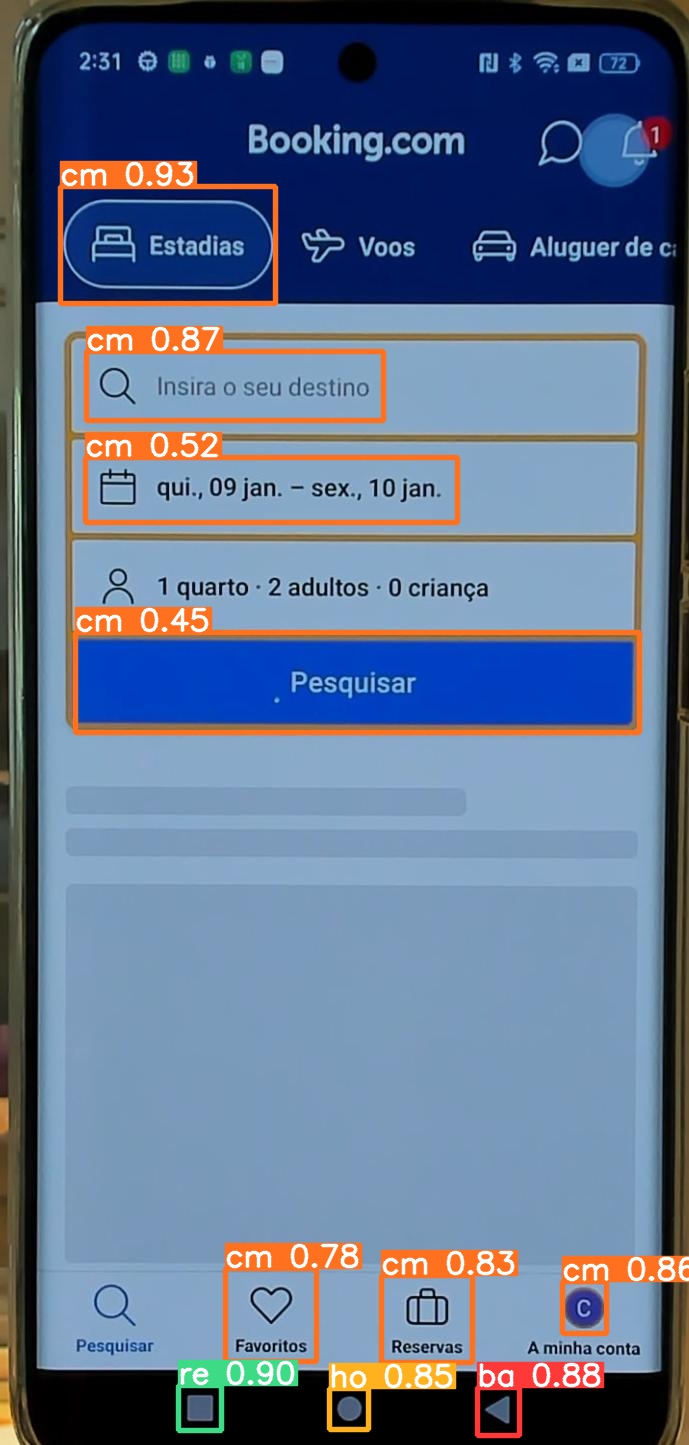 2:31 72
Booking.com 1
cm 0.93
Estadias Voos Aluguer de
cm 0.87
Insira o seu destino
cm 0.52
qui., 09 jan. – sex., 10 jan.
1 quarto · 2 adultos · 0 criança
cm 0.45
Pesquisar
cm 0.78 cm 0.83 cm 0.86
C
Pesquisar Favoritos Reservas A minha conta
re 0.90 ho 0.85 ba 0.88